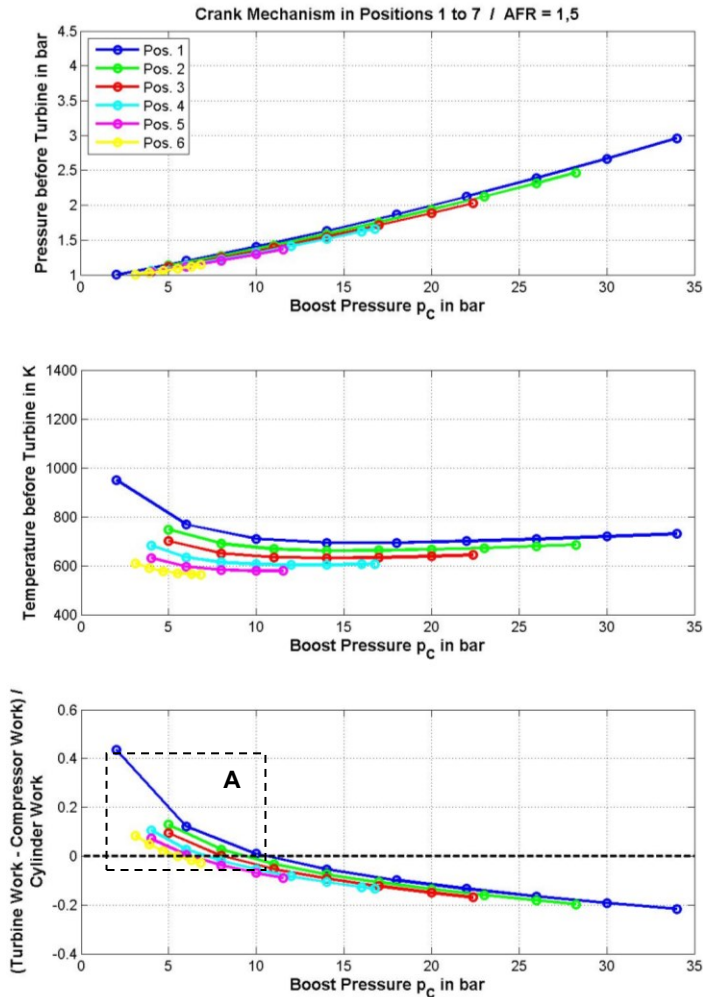 Crank Mechanism in Positions 1 to 7 / AFR = 1,5
Pressure before Turbine in bar
4.5
4
3.5
3
2.5
2
1.5
1
Pos. 1
Pos. 2
Pos. 3
Pos. 4
Pos. 5
Pos. 6
0 5 10 15 20 25 30 35
Boost Pressure pC in bar
Temperature before Turbine in K
1400
1200
1000
800
600
400
0 5 10 15 20 25 30 35
Boost Pressure pC in bar
(Turbine Work - Compressor Work) /
Cylinder Work
0.6
0.4
0.2
0
-0.2
-0.4
A
0 5 10 15 20 25 30 35
Boost Pressure pC in bar